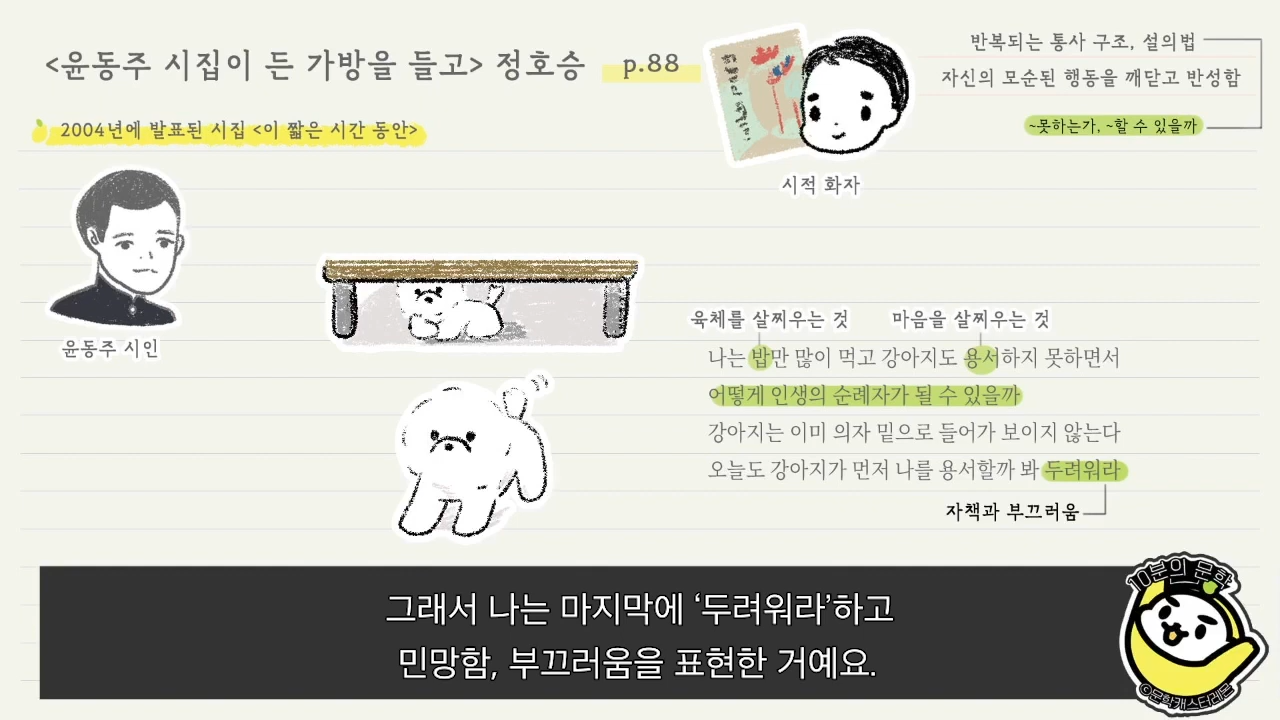 <윤동주 시집이 든 가방을 들고> 정호승 p.88
2004년에 발표된 시집 <이 짧은 시간 동안>
윤동주 시인
시적 화자
반복되는 통사 구조, 설의법
자신의 모순된 행동을 깨닫고 반성함
~못하는가, ~할 수 있을까
육체를 살찌우는 것 마음을 살찌우는 것
나는 밥만 많이 먹고 강아지도 용서하지 못하면서
어떻게 인생의 순례자가 될 수 있을까
강아지는 이미 의자 밑으로 들어가 보이지 않는다
오늘도 강아지가 먼저 나를 용서할까 봐 두려워라
자책과 부끄러움
그래서 나는 마지막에 ‘두려워라’하고
민망함, 부끄러움을 표현한 거예요.
10분의 문학
©문학캐스터레몬